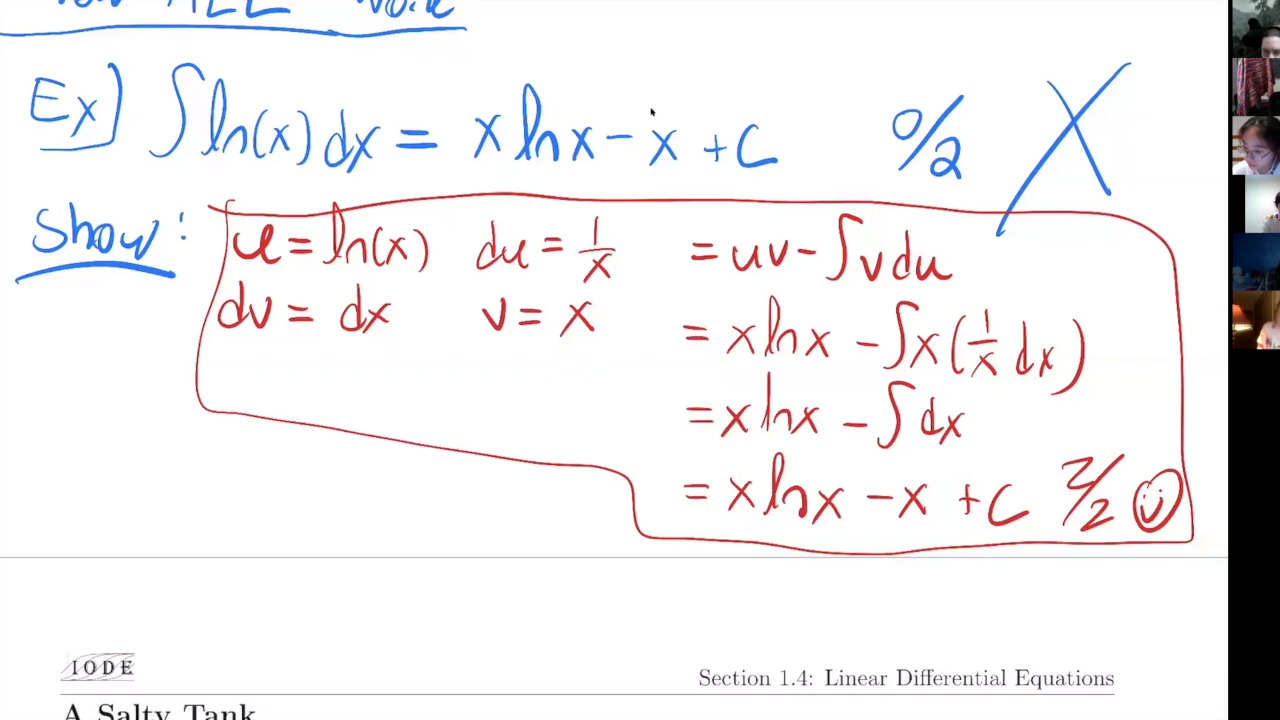 Ex) ∫ ln(x) dx = x ln x - x + C 0/2 X
Show: u = ln(x) du = 1/x = uv - ∫ v du
dv = dx v = x
= x ln x - ∫ x (1/x dx)
= x ln x - ∫ dx
= x ln x - x + C 2/2
IODE
Section 1.4: Linear Differential Equations
A Salty Tank